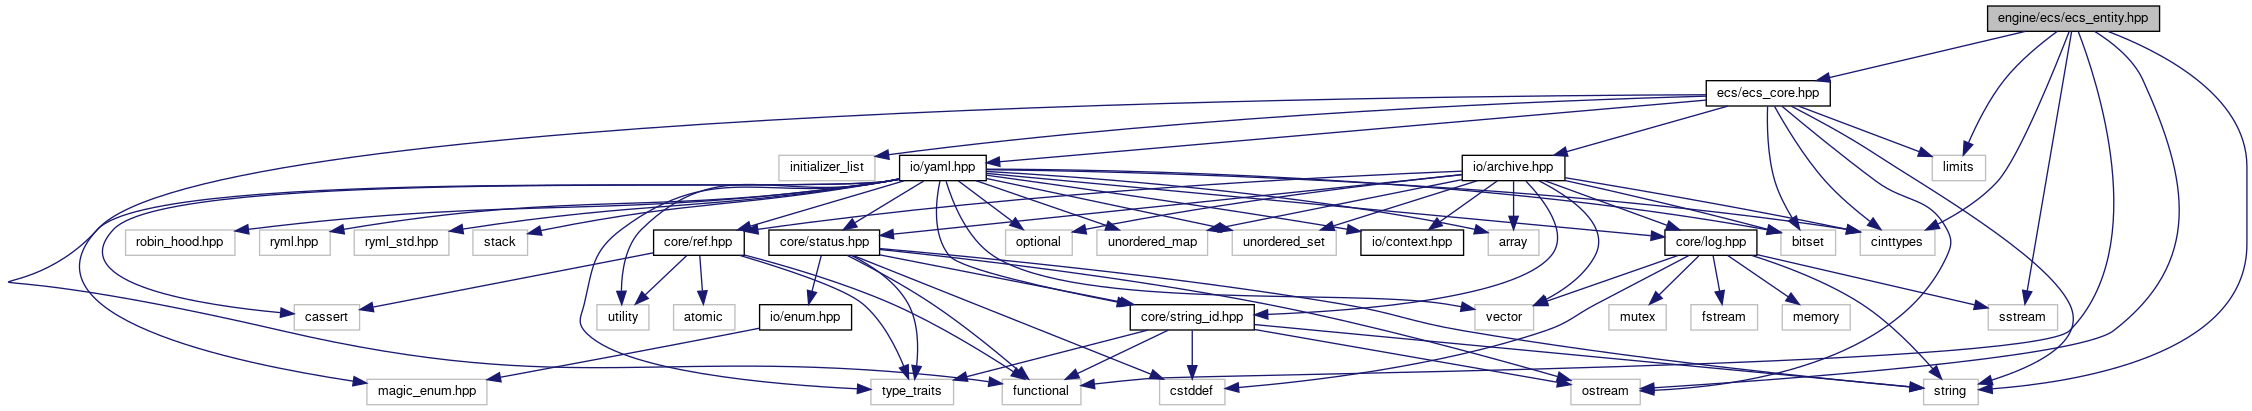 engine/ecs/ecs_entity.hpp
ecs/ecs_core.hpp
initializer_list
io/yaml.hpp
io/archive.hpp
limits
robin_hood.hpp
ryml.hpp
ryml_std.hpp
stack
core/ref.hpp
core/status.hpp
optional
unordered_map
unordered_set
io/context.hpp
array
core/log.hpp
bitset
cinttypes
cassert
utility
atomic
io/enum.hpp
core/string_id.hpp
vector
mutex
fstream
memory
sstream
magic_enum.hpp
type_traits
functional
cstddef
ostream
string